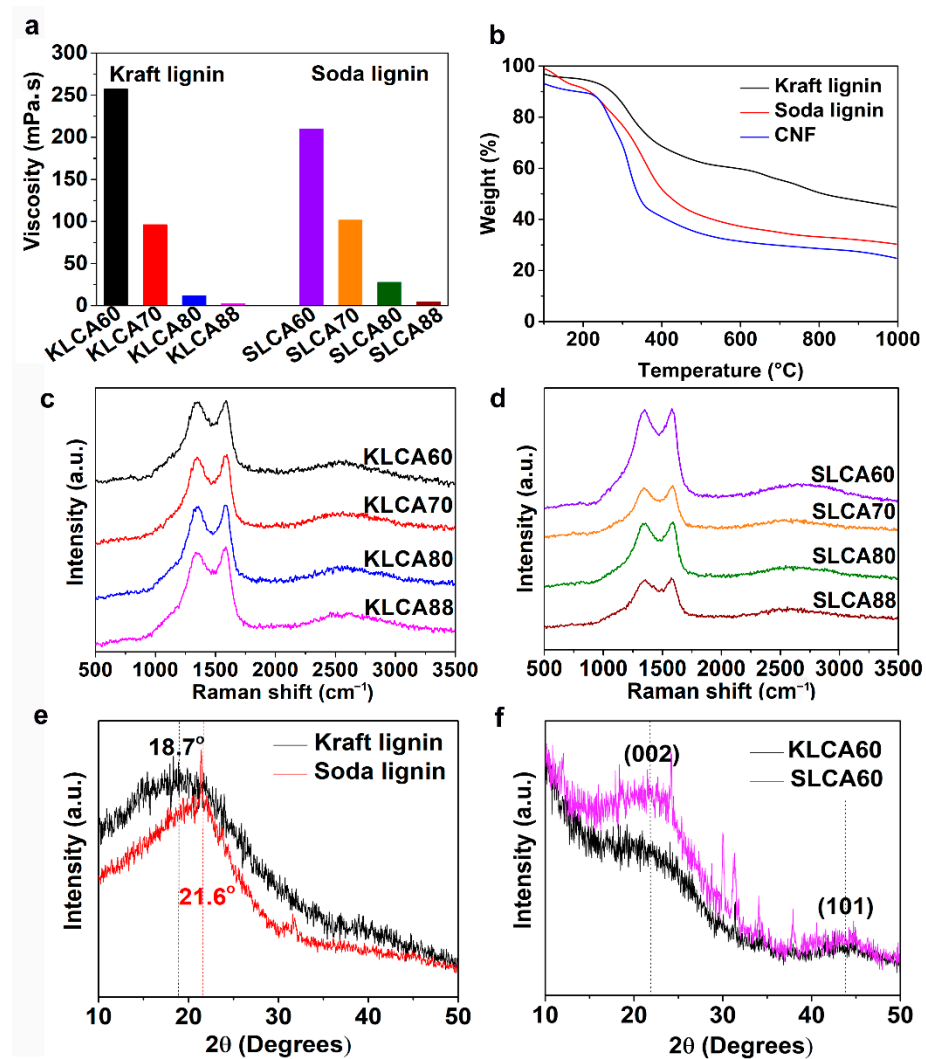 a
300
250
200
150
100
50
0
Viscosity (mPa.s)
Kraft lignin
Soda lignin
KLCA60
KLCA70
KLCA80
KLCA88
SLCA60
SLCA70
SLCA80
SLCA88
b
100
80
60
40
20
0
Weight (%)
Kraft lignin
Soda lignin
CNF
200 400 600 800 1000
Temperature (°C)
c
Intensity (a.u.)
KLCA60
KLCA70
KLCA80
KLCA88
500 1000 1500 2000 2500 3000 3500
Raman shift (cm⁻¹)
d
Intensity (a.u.)
SLCA60
SLCA70
SLCA80
SLCA88
500 1000 1500 2000 2500 3000 3500
Raman shift (cm⁻¹)
e
Intensity (a.u.)
18.7°
Kraft lignin
Soda lignin
21.6°
10 20 30 40 50
2θ (Degrees)
f
Intensity (a.u.)
(002)
KLCA60
SLCA60
(101)
10 20 30 40 50
2θ (Degrees)